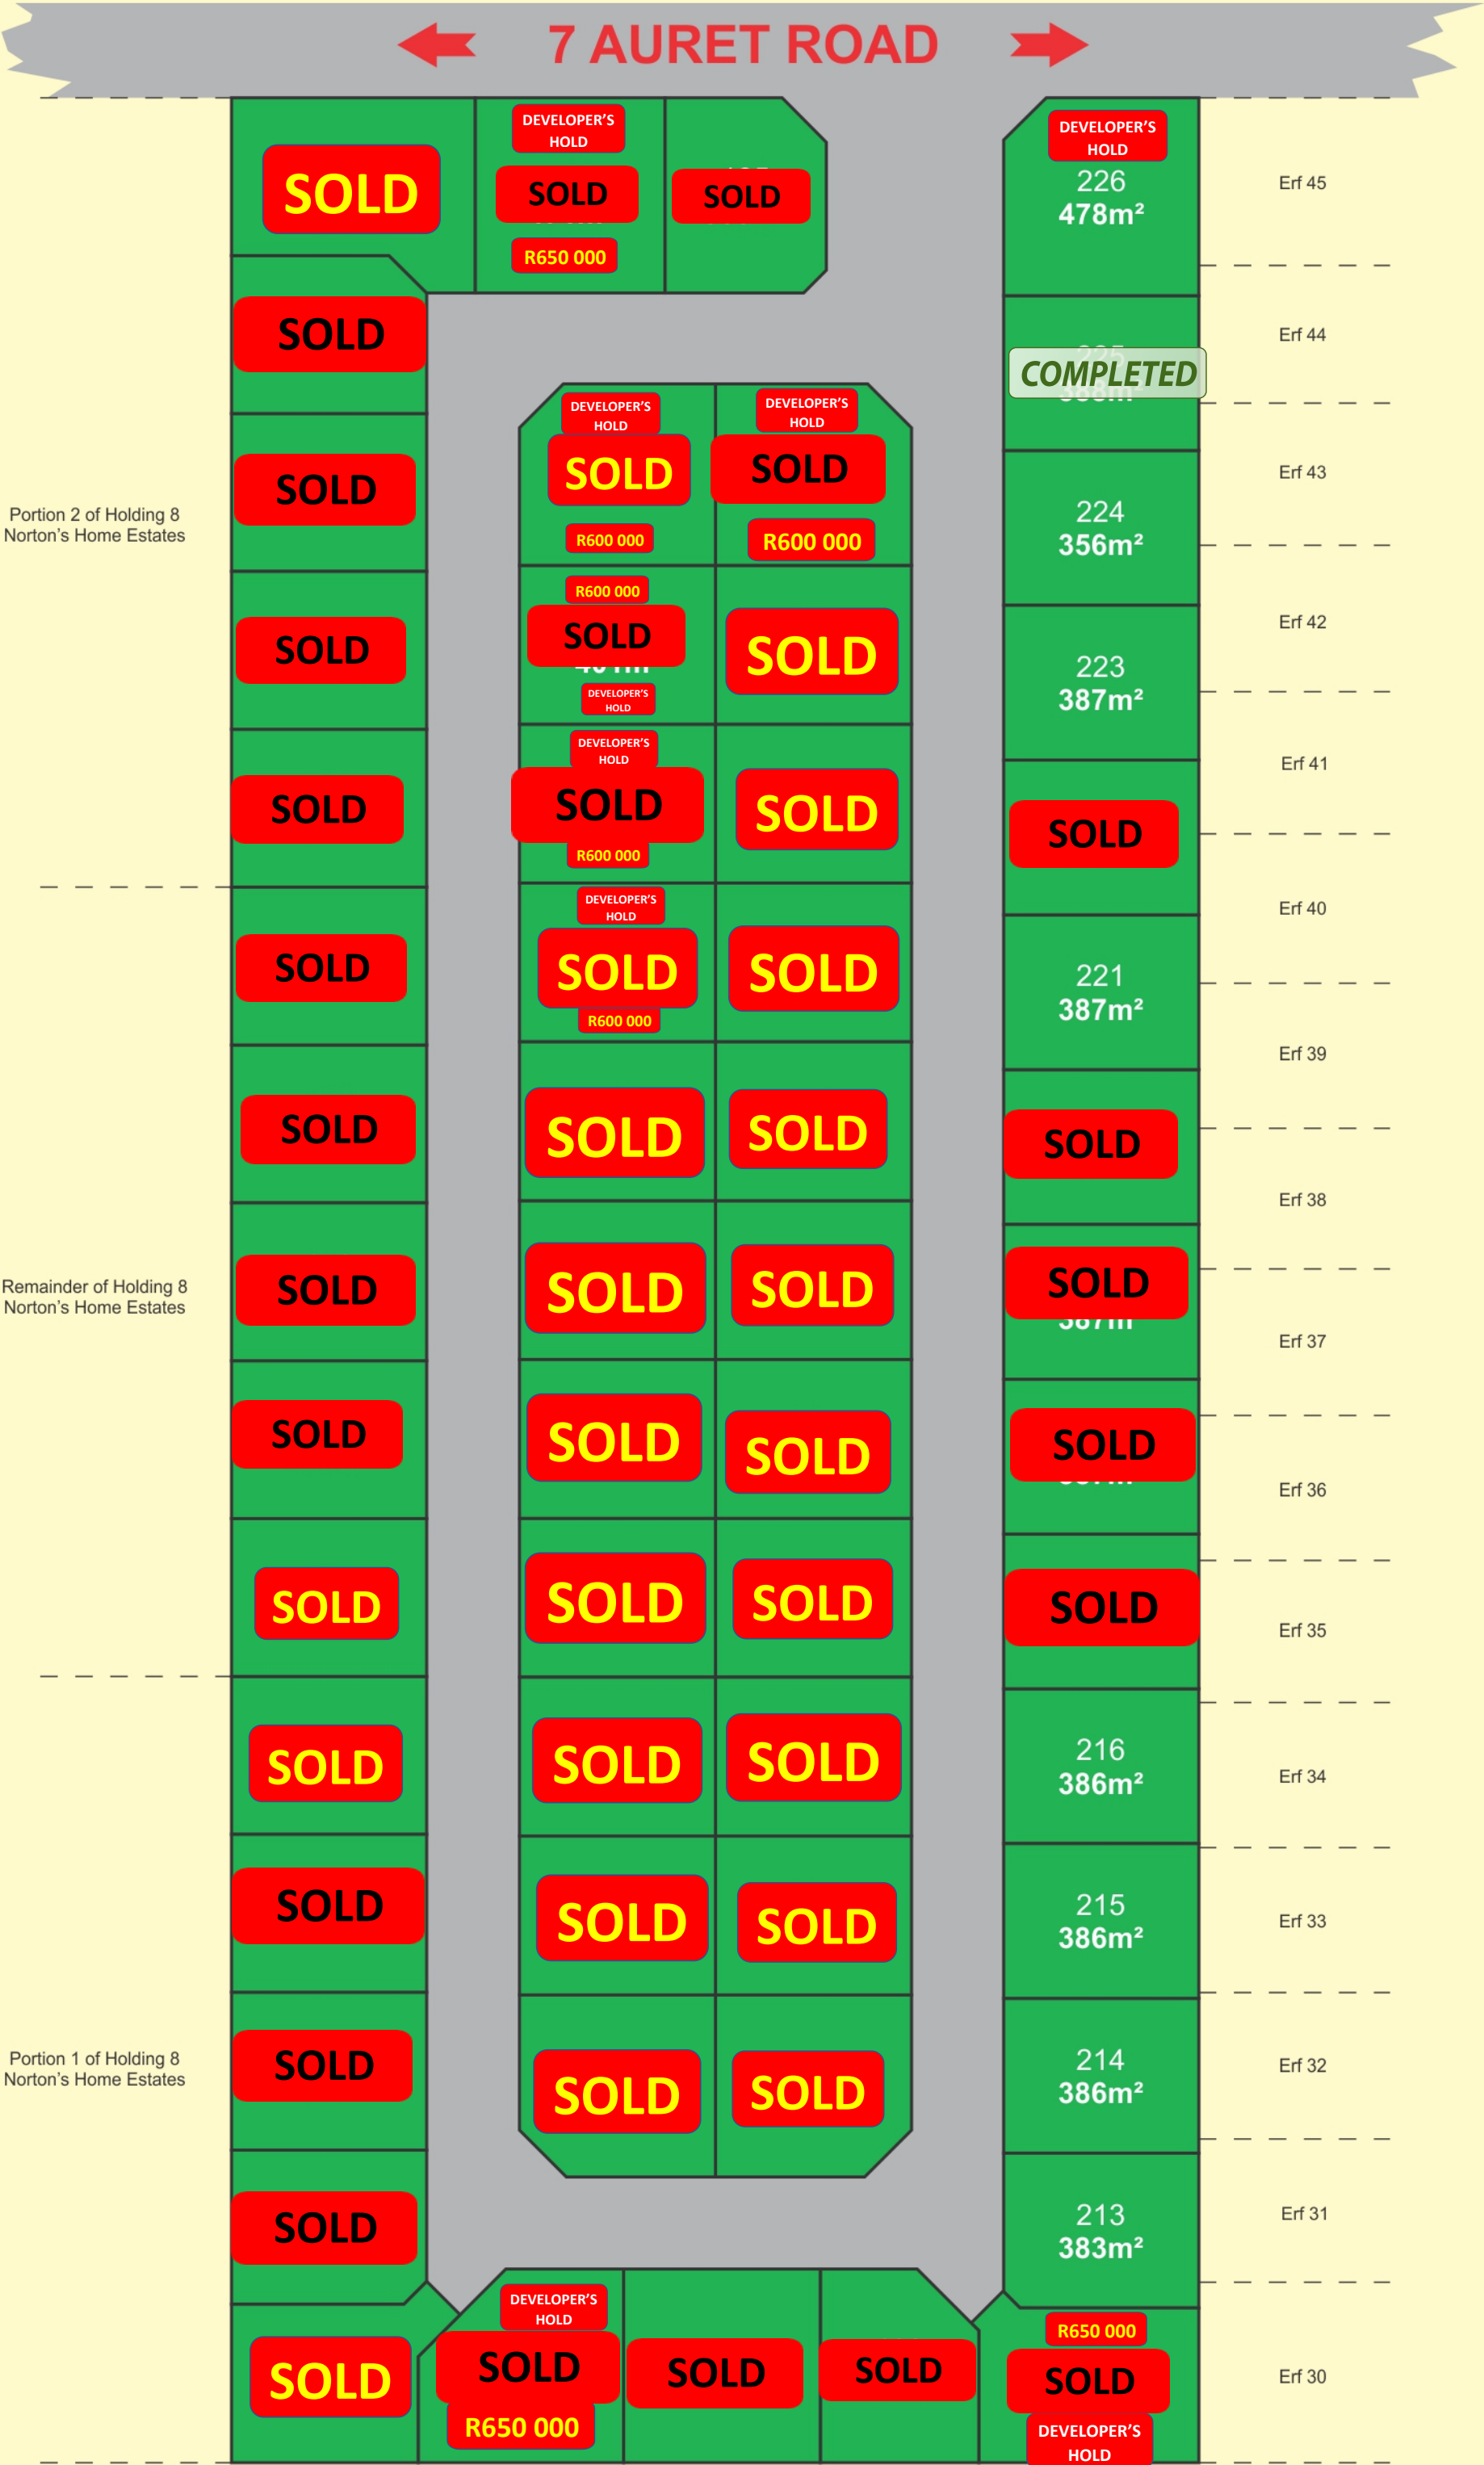 7 AURET ROAD
DEVELOPER'S
HOLD
SOLD
SOLD
SOLD
R650 000
DEVELOPER'S
HOLD
226
478m²
Erf 45
SOLD
COMPLETED
Erf 44
Portion 2 of Holding 8
Norton's Home Estates
SOLD
DEVELOPER'S
HOLD
SOLD
R600 000
DEVELOPER'S
HOLD
SOLD
R600 000
224
356m²
Erf 43
SOLD
R600 000
SOLD
DEVELOPER'S
HOLD
SOLD
223
387m²
Erf 42
SOLD
DEVELOPER'S
HOLD
SOLD
R600 000
SOLD
SOLD
Erf 41
SOLD
DEVELOPER'S
HOLD
SOLD
R600 000
SOLD
221
387m²
Erf 40
Erf 39
SOLD
SOLD
SOLD
SOLD
Erf 38
Remainder of Holding 8
Norton's Home Estates
SOLD
SOLD
SOLD
SOLD
Erf 37
SOLD
SOLD
SOLD
SOLD
Erf 36
SOLD
SOLD
SOLD
SOLD
Erf 35
SOLD
SOLD
SOLD
216
386m²
Erf 34
SOLD
SOLD
SOLD
215
386m²
Erf 33
Portion 1 of Holding 8
Norton's Home Estates
SOLD
SOLD
SOLD
214
386m²
Erf 32
SOLD
213
383m²
Erf 31
SOLD
DEVELOPER'S
HOLD
SOLD
R650 000
SOLD
SOLD
R650 000
SOLD
DEVELOPER'S
HOLD
Erf 30